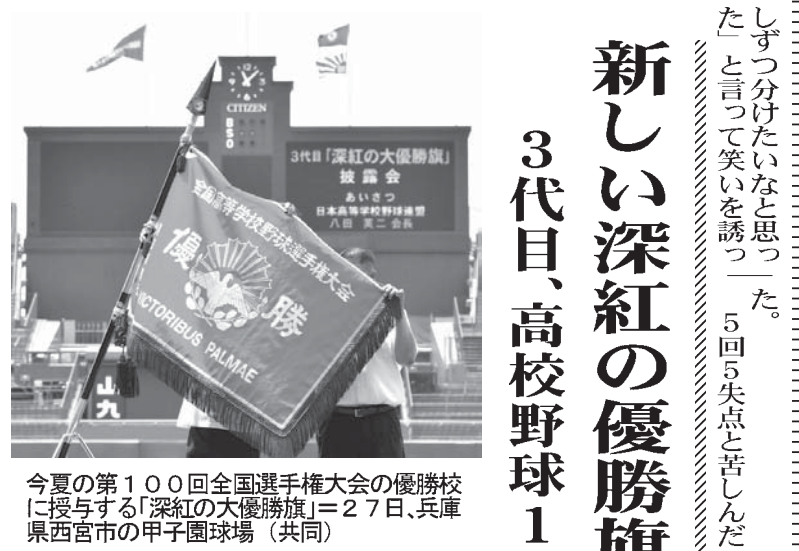 しずつ分けたいなと思っ
た」と言って笑いを誘っ
た。
5回5失点と苦しんだ
新しい深紅の優勝旗
3代目、高校野球1
CITIZEN
B
S
O
3代目「深紅の大優勝旗」
披露会
あいさつ
日本高等学校野球連盟
八田 英二 会長
全国高等学校野球選手権大会
優勝
VICTORIBUS PALMAE
山九
今夏の第100回全国選手権大会の優勝校
に授与する「深紅の大優勝旗」=27日、兵庫
県西宮市の甲子園球場(共同)